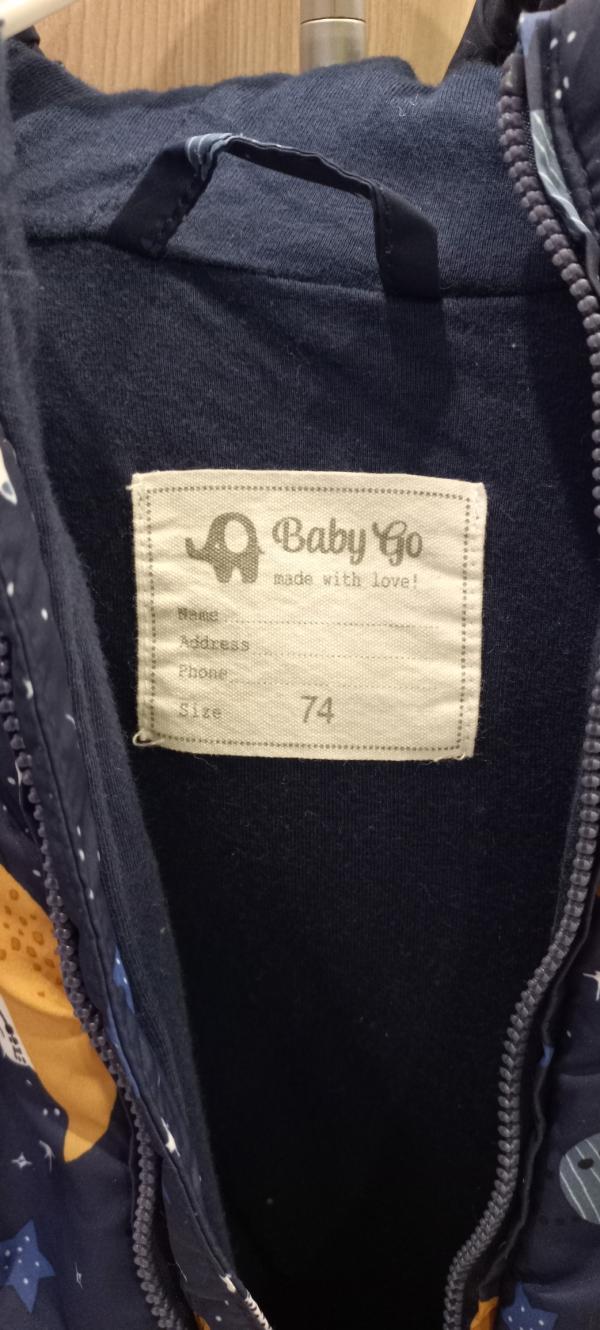 Baby Go
made with love!
Name
Address
Phone
Size 74